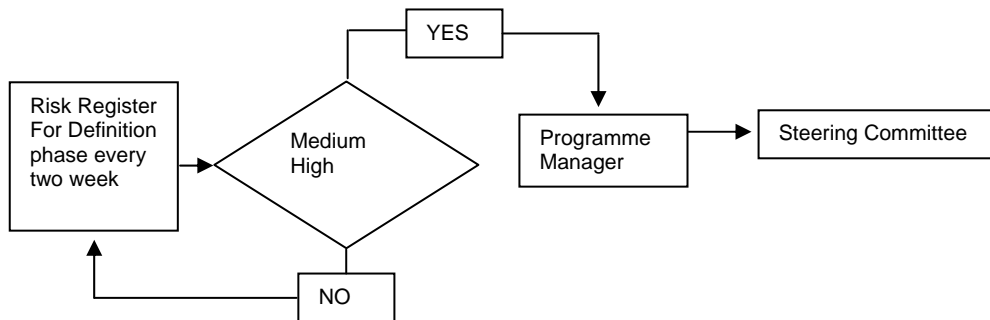 YES
Risk Register
For Definition
phase every
two week
Medium
High
Programme
Manager
Steering Committee
NO